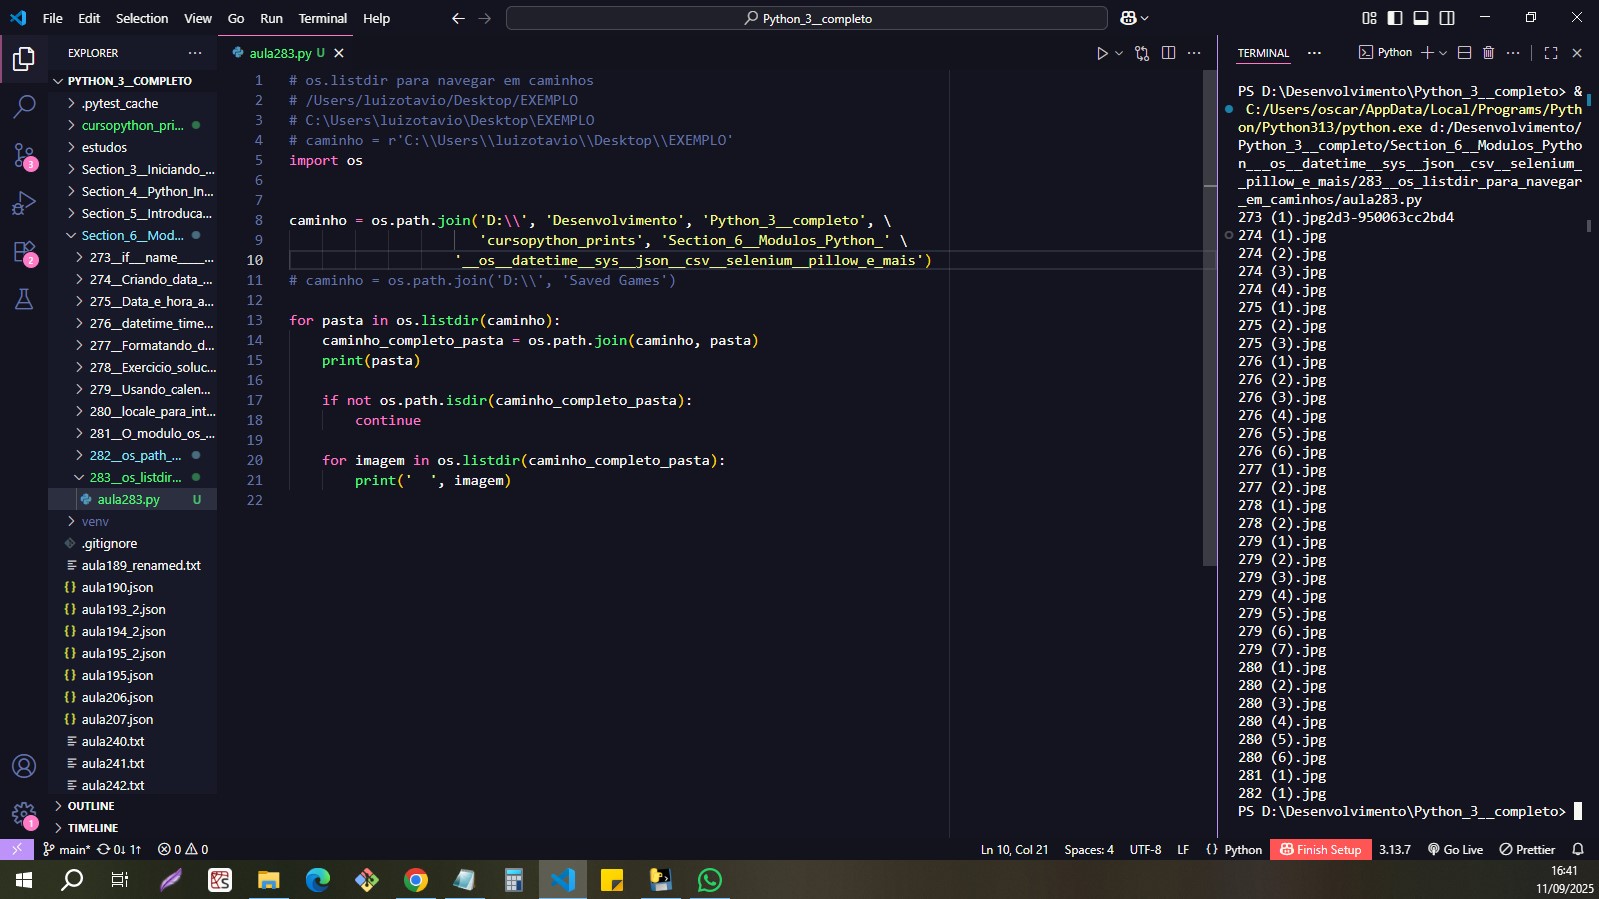 File Edit Selection View Go Run Terminal Help
Python_3__completo
EXPLORER
PYTHON_3__COMPLETO
.pytest_cache
cursopython_pri...
estudos
Section_3__Iniciando_...
Section_4__Python_In...
Section_5__Introduca...
Section_6__Mod...
273__if__name____...
274__Criando_data_...
275__Data_e_hora_a...
276__datetime_time...
277__Formatando_d...
278__Exercicio_soluc...
279__Usando_calen...
280__locale_para_int...
281__O_modulo_os_...
282__os_path_...
283__os_listdir...
aula283.py U
venv
.gitignore
aula189_renamed.txt
aula190.json
aula193_2.json
aula194_2.json
aula195_2.json
aula195.json
aula206.json
aula207.json
aula240.txt
aula241.txt
aula242.txt
OUTLINE
TIMELINE
3
2
1
aula283.py U
1 # os.listdir para navegar em caminhos
2 # /Users/luizotavio/Desktop/EXEMPLO
3 # C:\Users\luizotavio\Desktop\EXEMPLO
4 # caminho = r'C:\\Users\\luizotavio\\Desktop\\EXEMPLO'
5 import os
6
7
8 caminho = os.path.join('D:\\', 'Desenvolvimento', 'Python_3__completo', \
9 'cursopython_prints', 'Section_6__Modulos_Python_' \
10 '__os__datetime__sys__json__csv__selenium__pillow_e_mais')
11 # caminho = os.path.join('D:\\', 'Saved Games')
12
13 for pasta in os.listdir(caminho):
14 caminho_completo_pasta = os.path.join(caminho, pasta)
15 print(pasta)
16
17 if not os.path.isdir(caminho_completo_pasta):
18 continue
19
20 for imagem in os.listdir(caminho_completo_pasta):
21 print('  ', imagem)
22
TERMINAL
Python
PS D:\Desenvolvimento\Python_3__completo> &
C:/Users/oscar/AppData/Local/Programs/Pyth
on/Python313/python.exe d:/Desenvolvimento/
Python_3__completo/Section_6__Modulos_Pytho
n___os__datetime__sys__json__csv__selenium_
_pillow_e_mais/283__os_listdir_para_navegar
_em_caminhos/aula283.py
273 (1).jpg2d3-950063cc2bd4
274 (1).jpg
274 (2).jpg
274 (3).jpg
274 (4).jpg
275 (1).jpg
275 (2).jpg
275 (3).jpg
276 (1).jpg
276 (2).jpg
276 (3).jpg
276 (4).jpg
276 (5).jpg
276 (6).jpg
277 (1).jpg
277 (2).jpg
278 (1).jpg
278 (2).jpg
279 (1).jpg
279 (2).jpg
279 (3).jpg
279 (4).jpg
279 (5).jpg
279 (6).jpg
279 (7).jpg
280 (1).jpg
280 (2).jpg
280 (3).jpg
280 (4).jpg
280 (5).jpg
280 (6).jpg
281 (1).jpg
282 (1).jpg
PS D:\Desenvolvimento\Python_3__completo>
main* 0↓ 1↑ 0 0
Ln 10, Col 21 Spaces: 4 UTF-8 LF {} Python Finish Setup 3.13.7 Go Live Prettier
16:41
11/09/2025